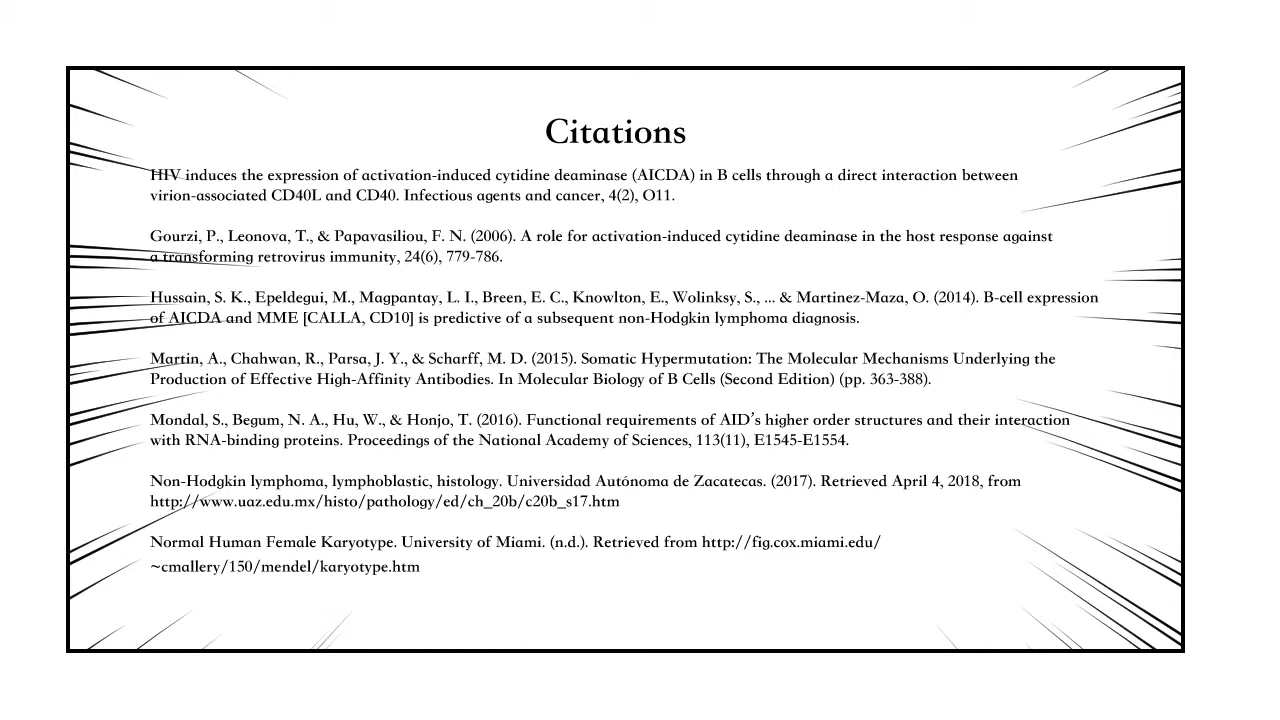 Citations
HIV induces the expression of activation-induced cytidine deaminase (AICDA) in B cells through a direct interaction between
virion-associated CD40L and CD40. Infectious agents and cancer, 4(2), O11.
Gourzi, P., Leonova, T., & Papavasiliou, F. N. (2006). A role for activation-induced cytidine deaminase in the host response against
a transforming retrovirus immunity, 24(6), 779-786.
Hussain, S. K., Epeldegui, M., Magpantay, L. I., Breen, E. C., Knowlton, E., Wolinksy, S., ... & Martinez-Maza, O. (2014). B-cell expression
of AICDA and MME [CALLA, CD10] is predictive of a subsequent non-Hodgkin lymphoma diagnosis.
Martin, A., Chahwan, R., Parsa, J. Y., & Scharff, M. D. (2015). Somatic Hypermutation: The Molecular Mechanisms Underlying the
Production of Effective High-Affinity Antibodies. In Molecular Biology of B Cells (Second Edition) (pp. 363-388).
Mondal, S., Begum, N. A., Hu, W., & Honjo, T. (2016). Functional requirements of AID’s higher order structures and their interaction
with RNA-binding proteins. Proceedings of the National Academy of Sciences, 113(11), E1545-E1554.
Non-Hodgkin lymphoma, lymphoblastic, histology. Universidad Autónoma de Zacatecas. (2017). Retrieved April 4, 2018, from
http://www.uaz.edu.mx/histo/pathology/ed/ch_20b/c20b_s17.htm
Normal Human Female Karyotype. University of Miami. (n.d.). Retrieved from http://fig.cox.miami.edu/
~cmallery/150/mendel/karyotype.htm